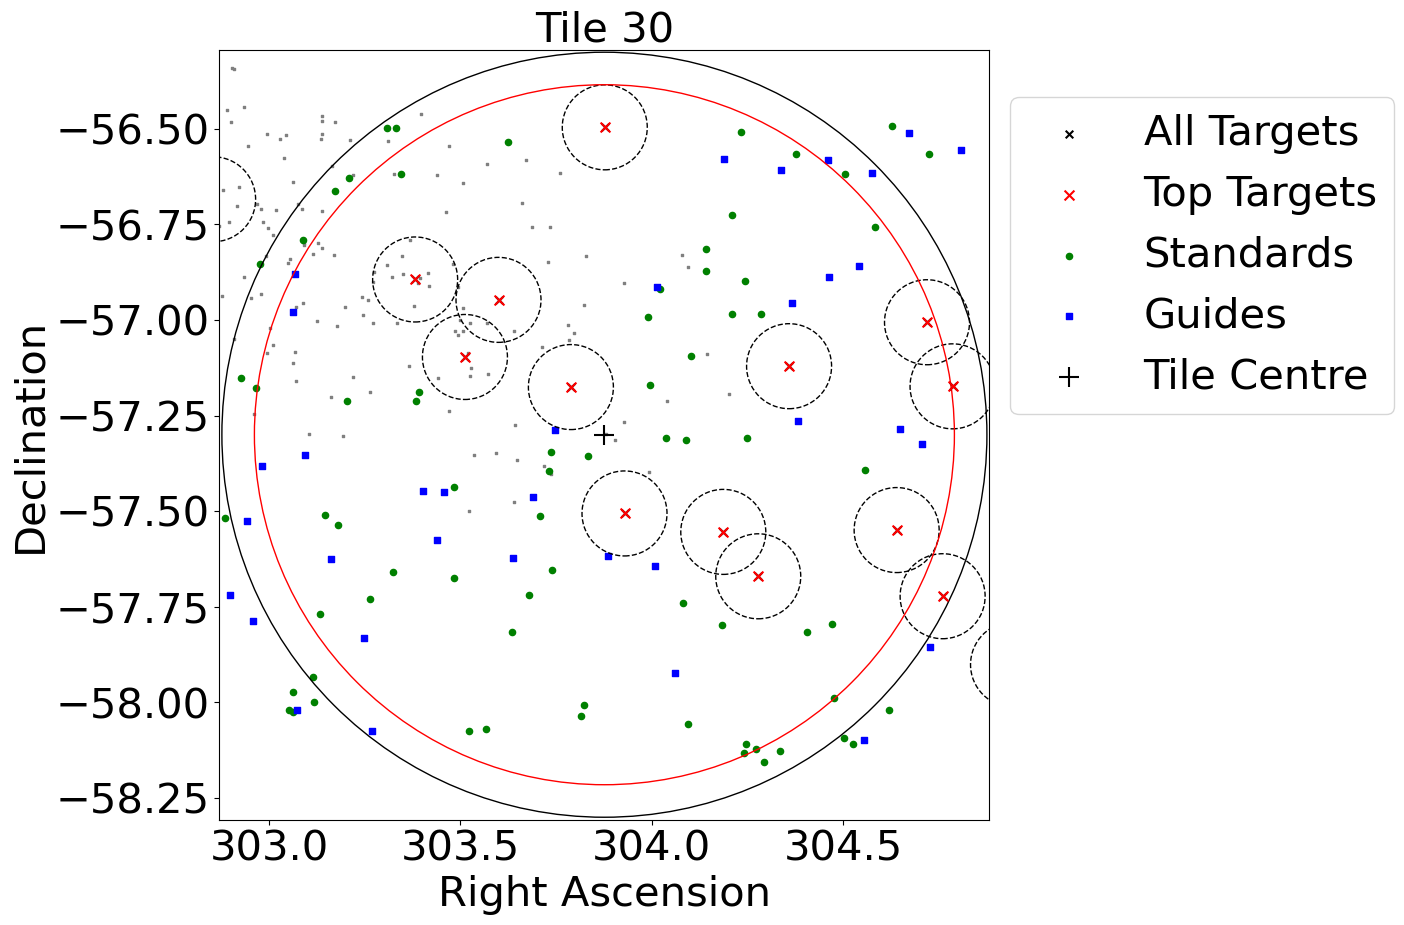 Tile 30
−56.50
−56.75
−57.00
−57.25
−57.50
−57.75
−58.00
−58.25
Declination
303.0 303.5 304.0 304.5
Right Ascension
All Targets
Top Targets
Standards
Guides
Tile Centre